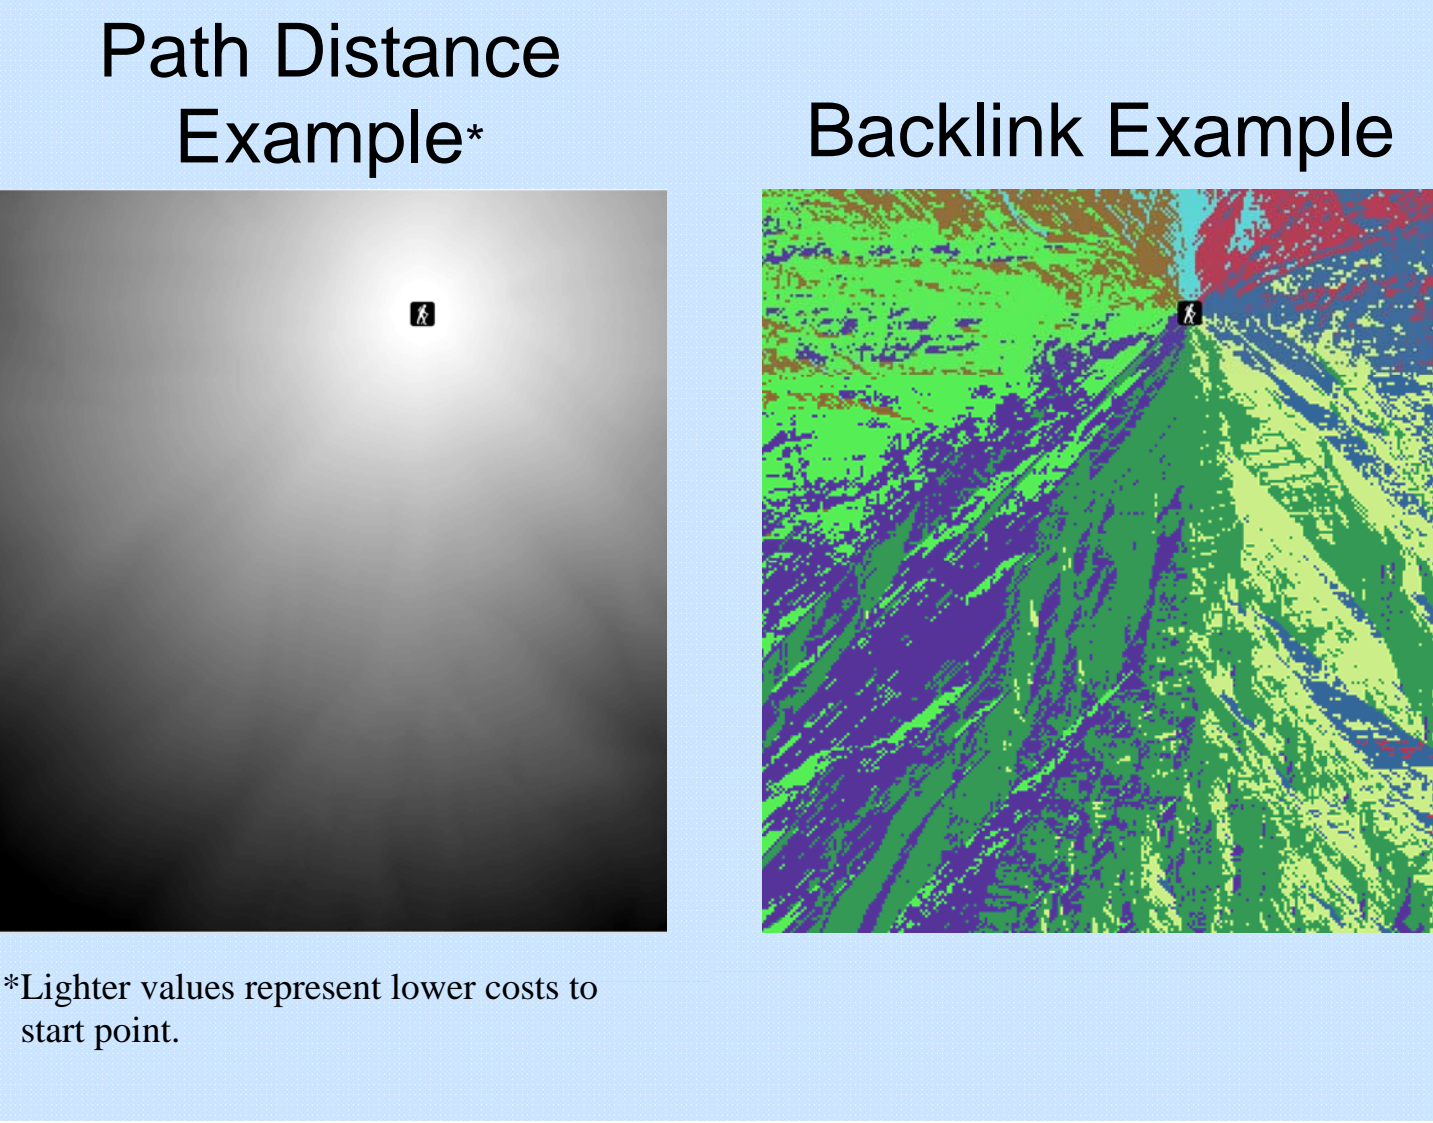 Path Distance
Example*
Backlink Example
*Lighter values represent lower costs to
start point.